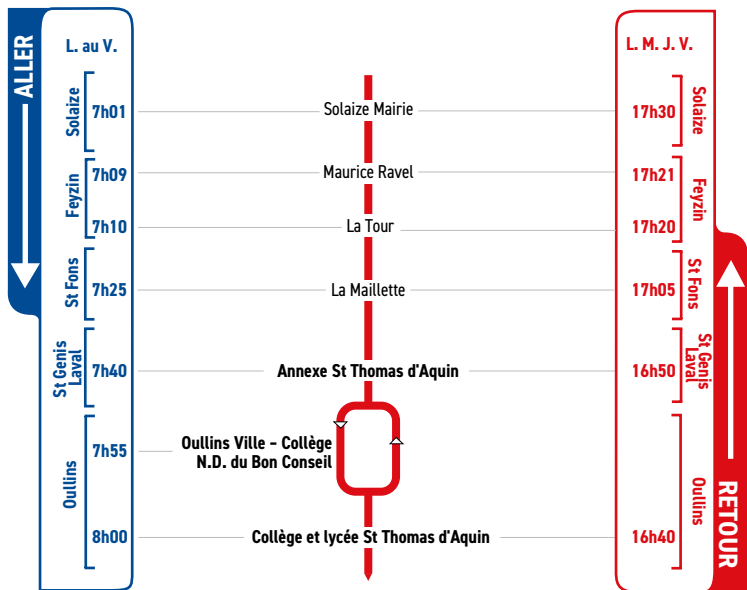 ALLER
L. au V.
L. M. J. V.
Solaize
7h01
Solaize Mairie
17h30
Solaize
Feyzin
7h09
Maurice Ravel
17h21
Feyzin
7h10
La Tour
17h20
St Fons
7h25
La Maillette
17h05
St Fons
St Genis
Laval
7h40
Annexe St Thomas d'Aquin
16h50
St Genis
Laval
Oullins
7h55
Oullins Ville - Collège
N.D. du Bon Conseil
8h00
Collège et lycée St Thomas d'Aquin
16h40
Oullins
RETOUR